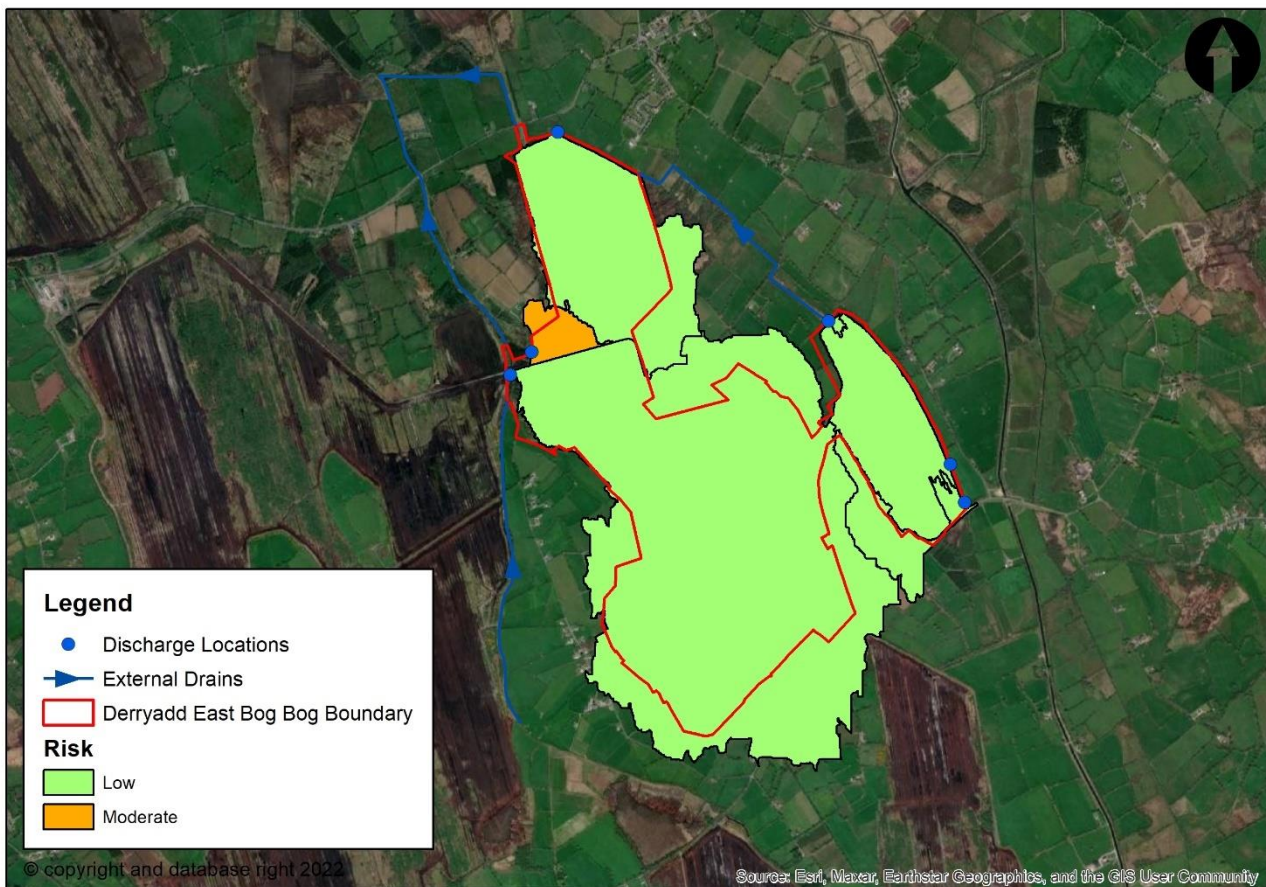 Legend
Discharge Locations
External Drains
Derryadd East Bog Bog Boundary
Risk
Low
Moderate
© copyright and database right 2022
Source: Esri, Maxar, Earthstar Geographics, and the GIS User Community